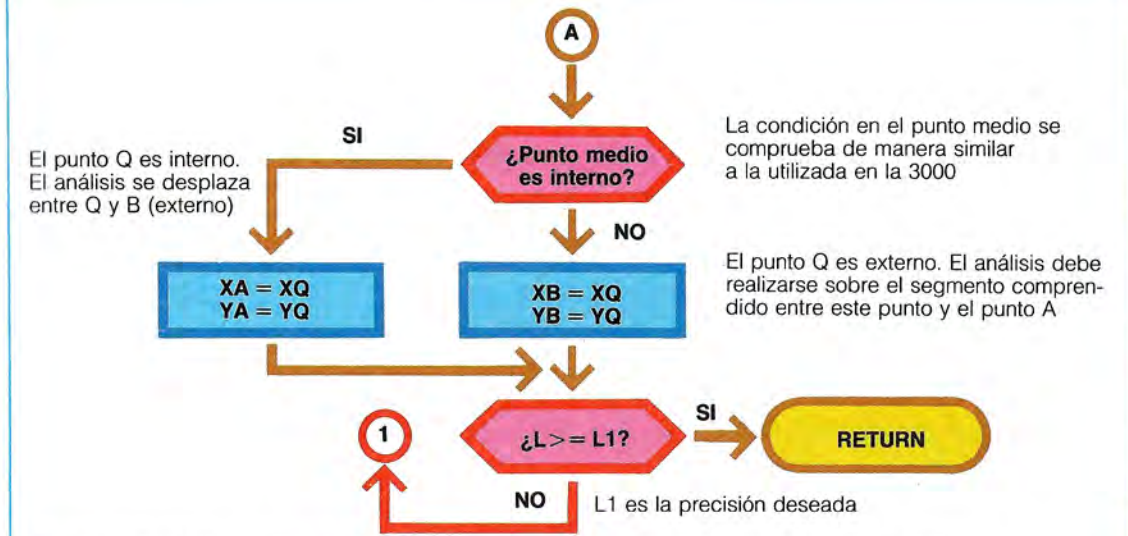 A
SI
¿Punto medio
es interno?
La condición en el punto medio se
comprueba de manera similar
a la utilizada en la 3000
El punto Q es interno.
El análisis se desplaza
entre Q y B (externo)
NO
XA = XQ
YA = YQ
XB = XQ
YB = YQ
El punto Q es externo. El análisis debe
realizarse sobre el segmento compren-
dido entre este punto y el punto A
1
¿L>= L1?
SI
RETURN
NO
L1 es la precisión deseada